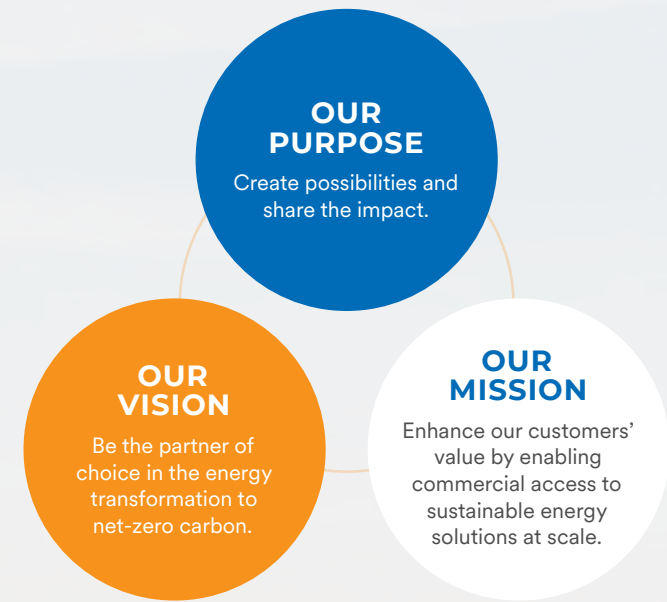 OUR
PURPOSE
Create possibilities and
share the impact.
OUR
VISION
Be the partner of
choice in the energy
transformation to
net-zero carbon.
OUR
MISSION
Enhance our customers’
value by enabling
commercial access to
sustainable energy
solutions at scale.